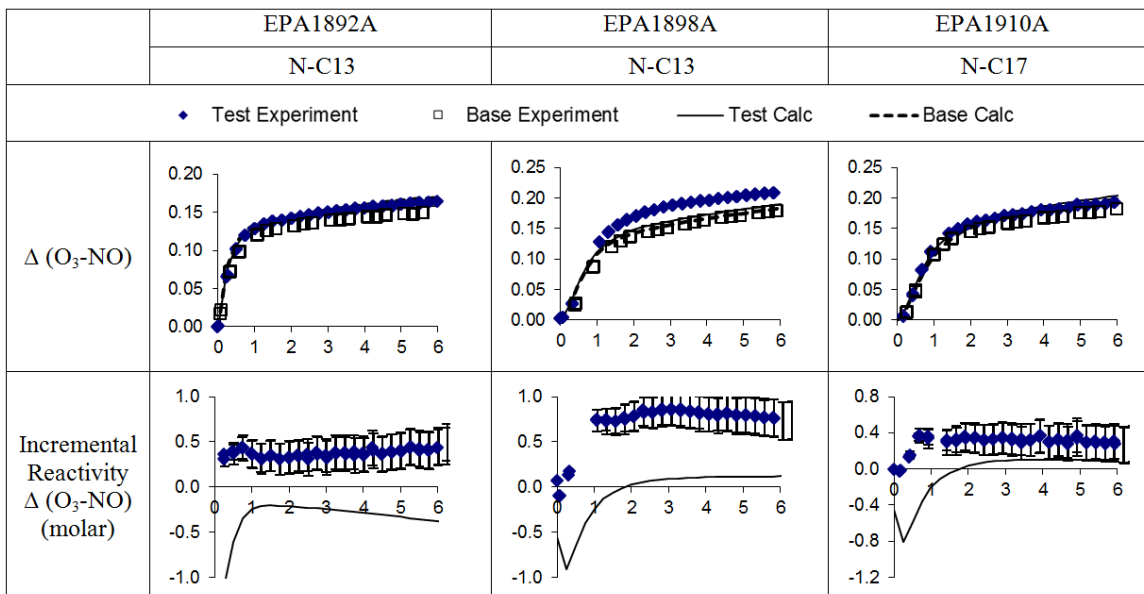 EPA1892A EPA1898A EPA1910A
N-C13 N-C13 N-C17
Test Experiment Base Experiment Test Calc Base Calc
Δ (O₃-NO)
0.20
0.15
0.10
0.05
0.00
0 1 2 3 4 5 6
0.25
0.20
0.15
0.10
0.05
0.00
0 1 2 3 4 5 6
0.25
0.20
0.15
0.10
0.05
0.00
0 1 2 3 4 5 6
Incremental
Reactivity
Δ (O₃-NO)
(molar)
1.0
0.5
0.0
-0.5
-1.0
0 1 2 3 4 5 6
1.0
0.5
0.0
-0.5
-1.0
0 1 2 3 4 5 6
0.8
0.4
0.0
-0.4
-0.8
-1.2
0 1 2 3 4 5 6